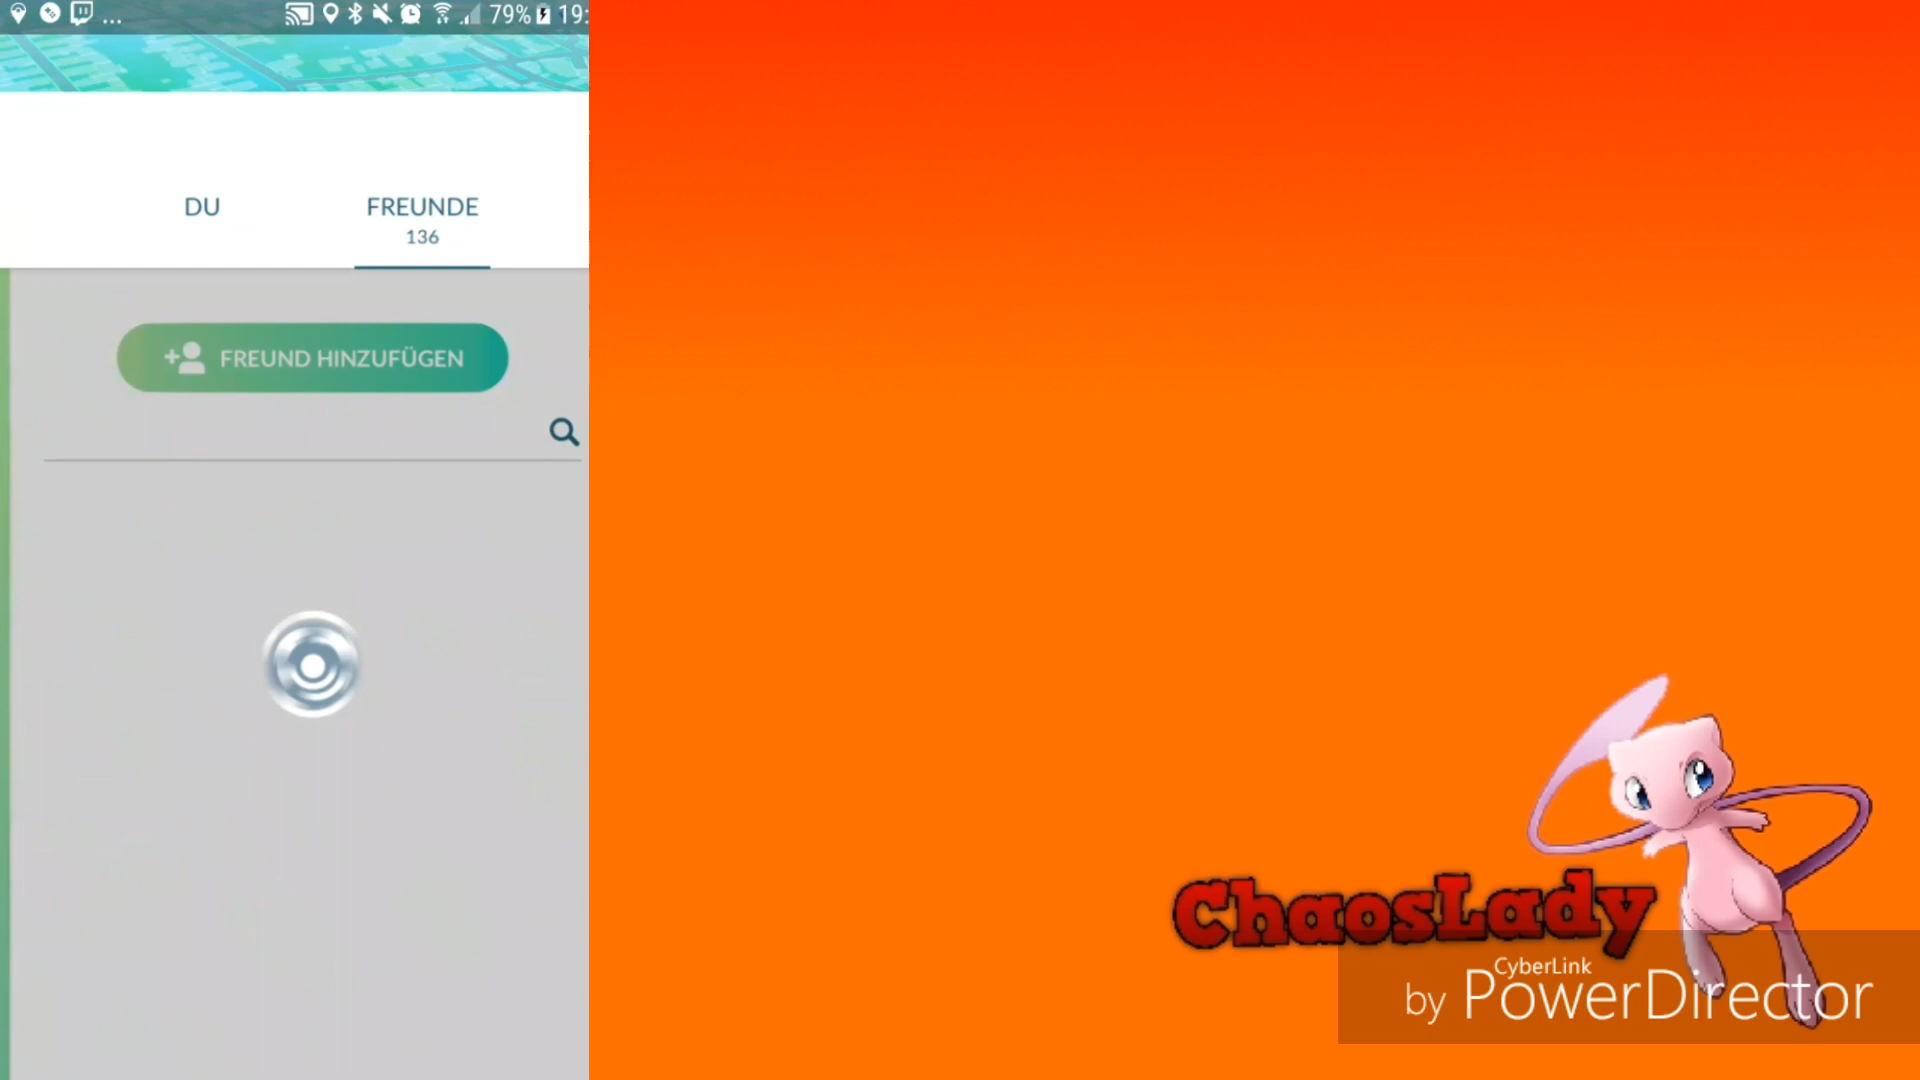 ... 79% 19:
DU FREUNDE
136
FREUND HINZUFÜGEN
ChaosLady
CyberLink
by PowerDirector